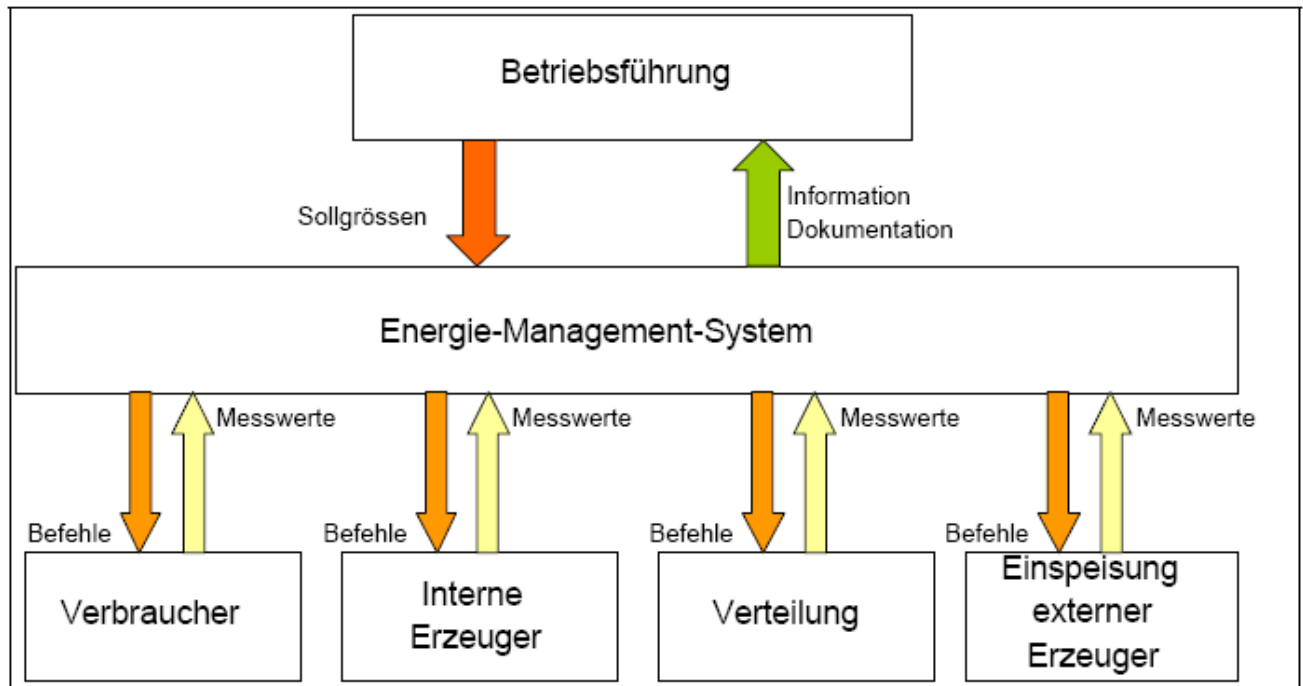 Betriebsführung
Sollgrössen
Information
Dokumentation
Energie-Management-System
Messwerte
Messwerte
Messwerte
Messwerte
Befehle
Befehle
Befehle
Befehle
Verbraucher
Interne
Erzeuger
Verteilung
Einspeisung
externer
Erzeuger